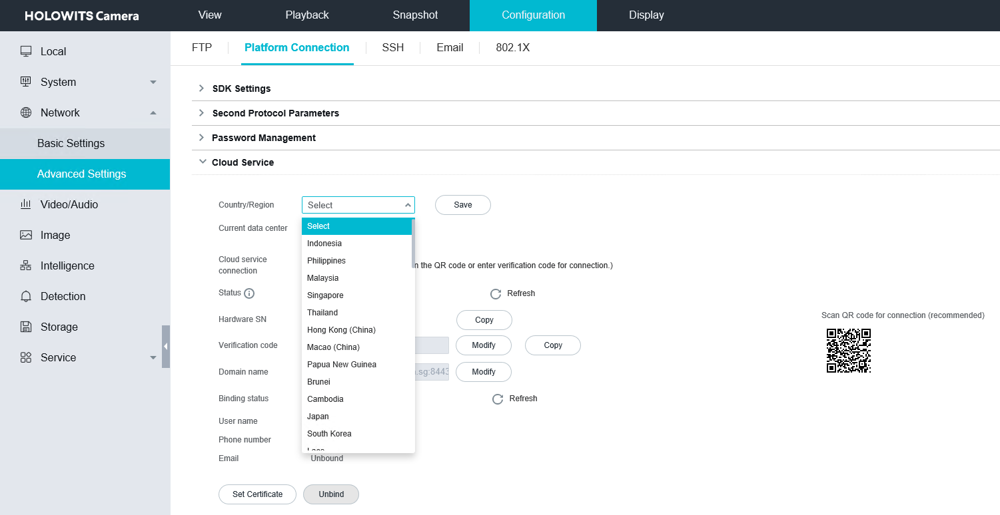 HOLOWITS Camera View Playback Snapshot Configuration Display
Local
System
Network
Basic Settings
Advanced Settings
Video/Audio
Image
Intelligence
Detection
Storage
Service
FTP Platform Connection SSH Email 802.1X
SDK Settings
Second Protocol Parameters
Password Management
Cloud Service
Country/Region Select Save
Select
Indonesia
Philippines
Malaysia
Singapore
Thailand
Hong Kong (China)
Macao (China)
Papua New Guinea
Brunei
Cambodia
Japan
South Korea
Current data center
Cloud service
connection
the QR code or enter verification code for connection.)
Status Refresh
Hardware SN Copy
Verification code Modify Copy
Domain name .sg:8443 Modify
Binding status Refresh
User name
Phone number
Email Unbound
Set Certificate Unbind
Scan QR code for connection (recommended)